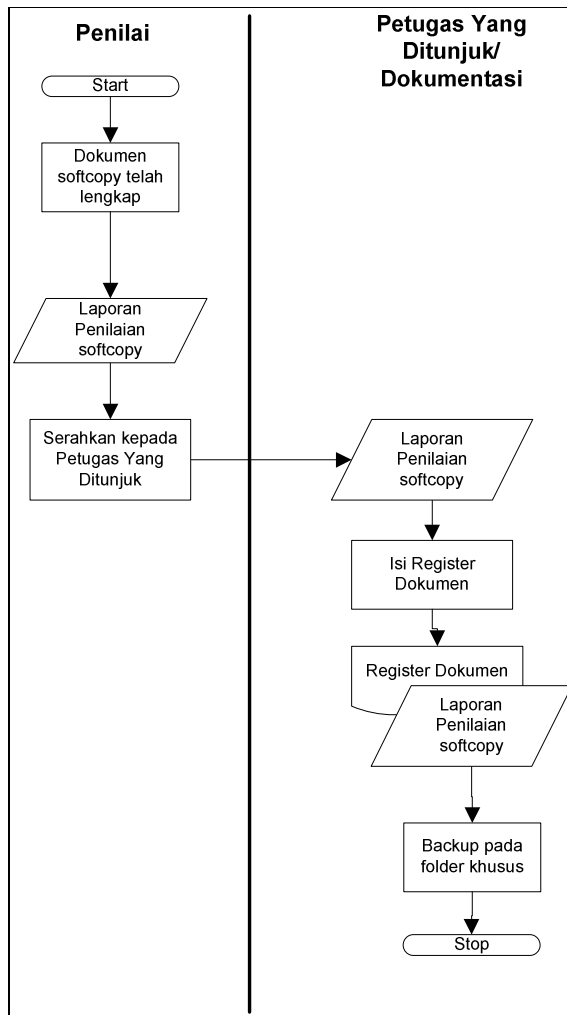 Penilai
Petugas Yang
Ditunjuk/
Dokumentasi
Start
Dokumen
softcopy telah
lengkap
Laporan
Penilaian
softcopy
Serahkan kepada
Petugas Yang
Ditunjuk
Laporan
Penilaian
softcopy
Isi Register
Dokumen
Register Dokumen
Laporan
Penilaian
softcopy
Backup pada
folder khusus
Stop